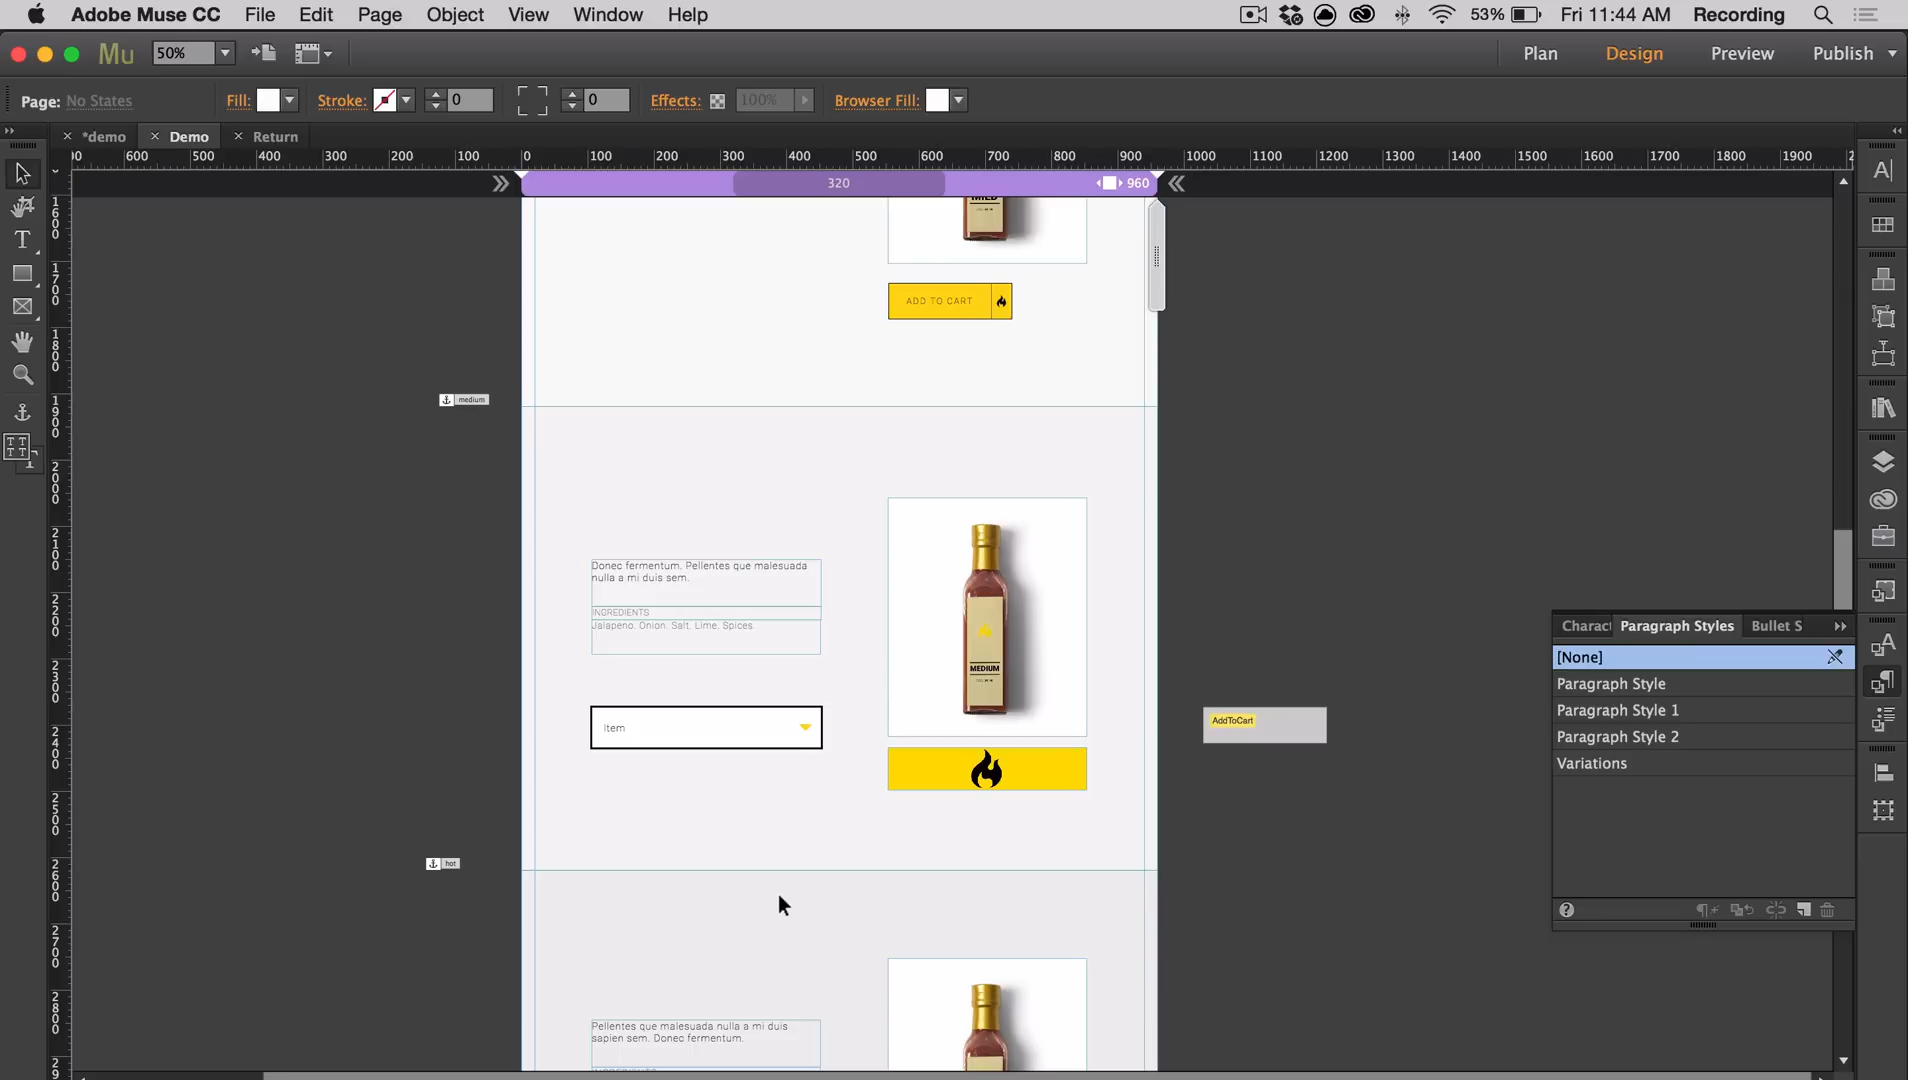 Adobe Muse CC File Edit Page Object View Window Help 53% Fri 11:44 AM Recording
Mu 50% Plan Design Preview Publish
Page: No States Fill: Stroke: 0 0 Effects: 100% Browser Fill:
*demo Demo Return
600 500 400 300 200 100 0 100 200 300 400 500 600 700 800 900 1000 1100 1200 1300 1400 1500 1600 1700 1800 1900
320 960
1600
1700
1800
1900
2000
2100
2200
2300
2400
2500
2600
2700
2800
MILD
ADD TO CART
medium
Donec fermentum. Pellentes que malesuada
nulla a mi duis sem.
INGREDIENTS
Jalapeno. Onion. Salt. Lime. Spices.
MEDIUM
Item
AddToCart
hot
Pellentes que malesuada nulla a mi duis
sapien sem. Donec fermentum.
Charact Paragraph Styles Bullet S
[None]
Paragraph Style
Paragraph Style 1
Paragraph Style 2
Variations